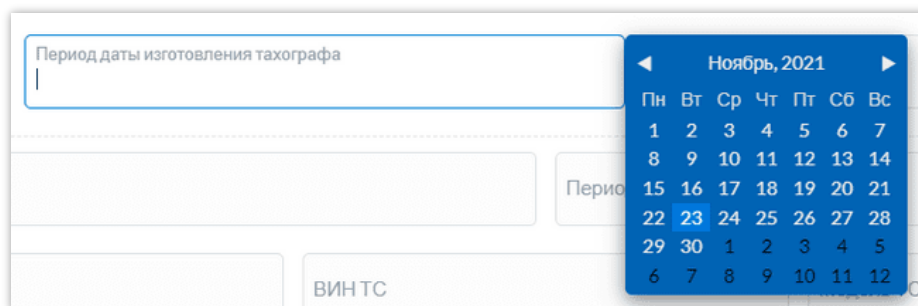 Период даты изготовления тахографа
Ноябрь, 2021
Пн Вт Ср Чт Пт Сб Вс
1 2 3 4 5 6 7
8 9 10 11 12 13 14
15 16 17 18 19 20 21
22 23 24 25 26 27 28
29 30 1 2 3 4 5
6 7 8 9 10 11 12
Перио
ВИН ТС